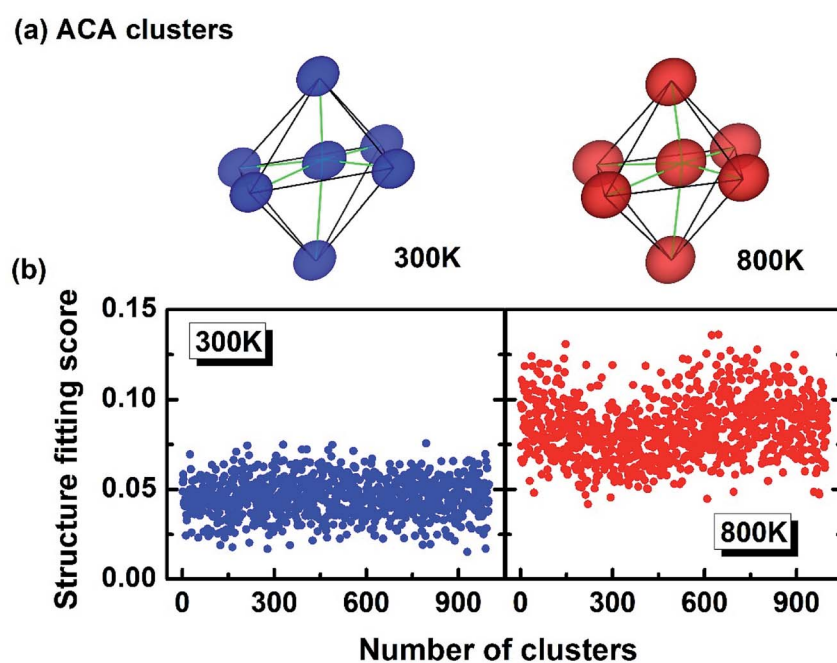 (a) ACA clusters
300K
800K
(b)
Structure fitting score
0.15
0.10
0.05
0.00
300K
800K
0 300 600 900 0 300 600 900
Number of clusters